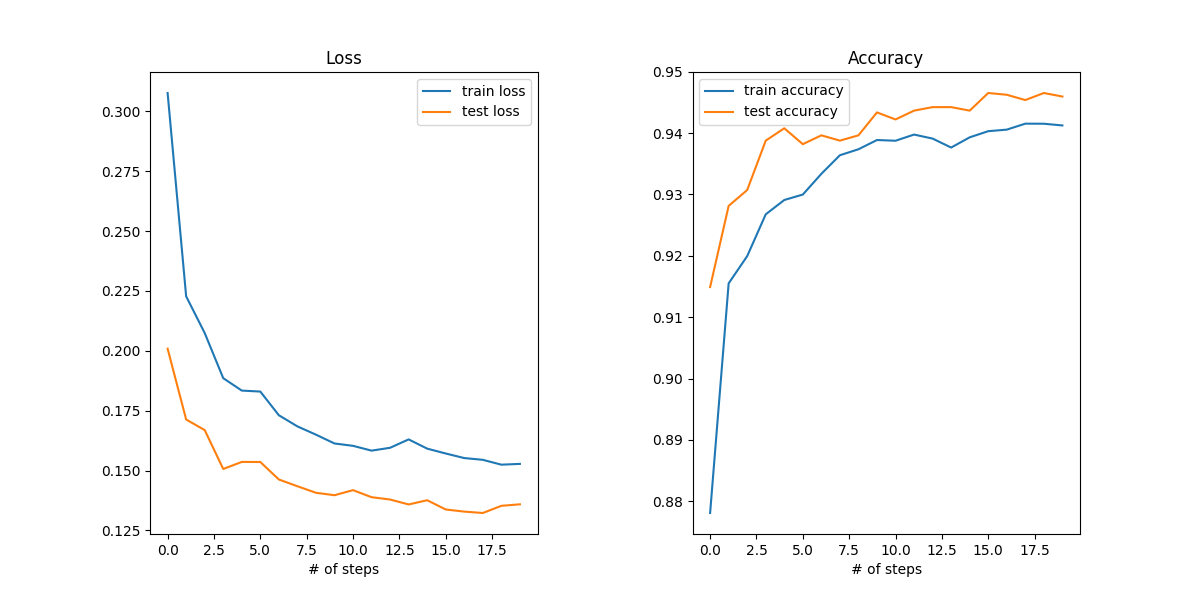 Loss
train loss
test loss
0.300
0.275
0.250
0.225
0.200
0.175
0.150
0.125
0.0 2.5 5.0 7.5 10.0 12.5 15.0 17.5
# of steps
Accuracy
train accuracy
test accuracy
0.95
0.94
0.93
0.92
0.91
0.90
0.89
0.88
0.0 2.5 5.0 7.5 10.0 12.5 15.0 17.5
# of steps